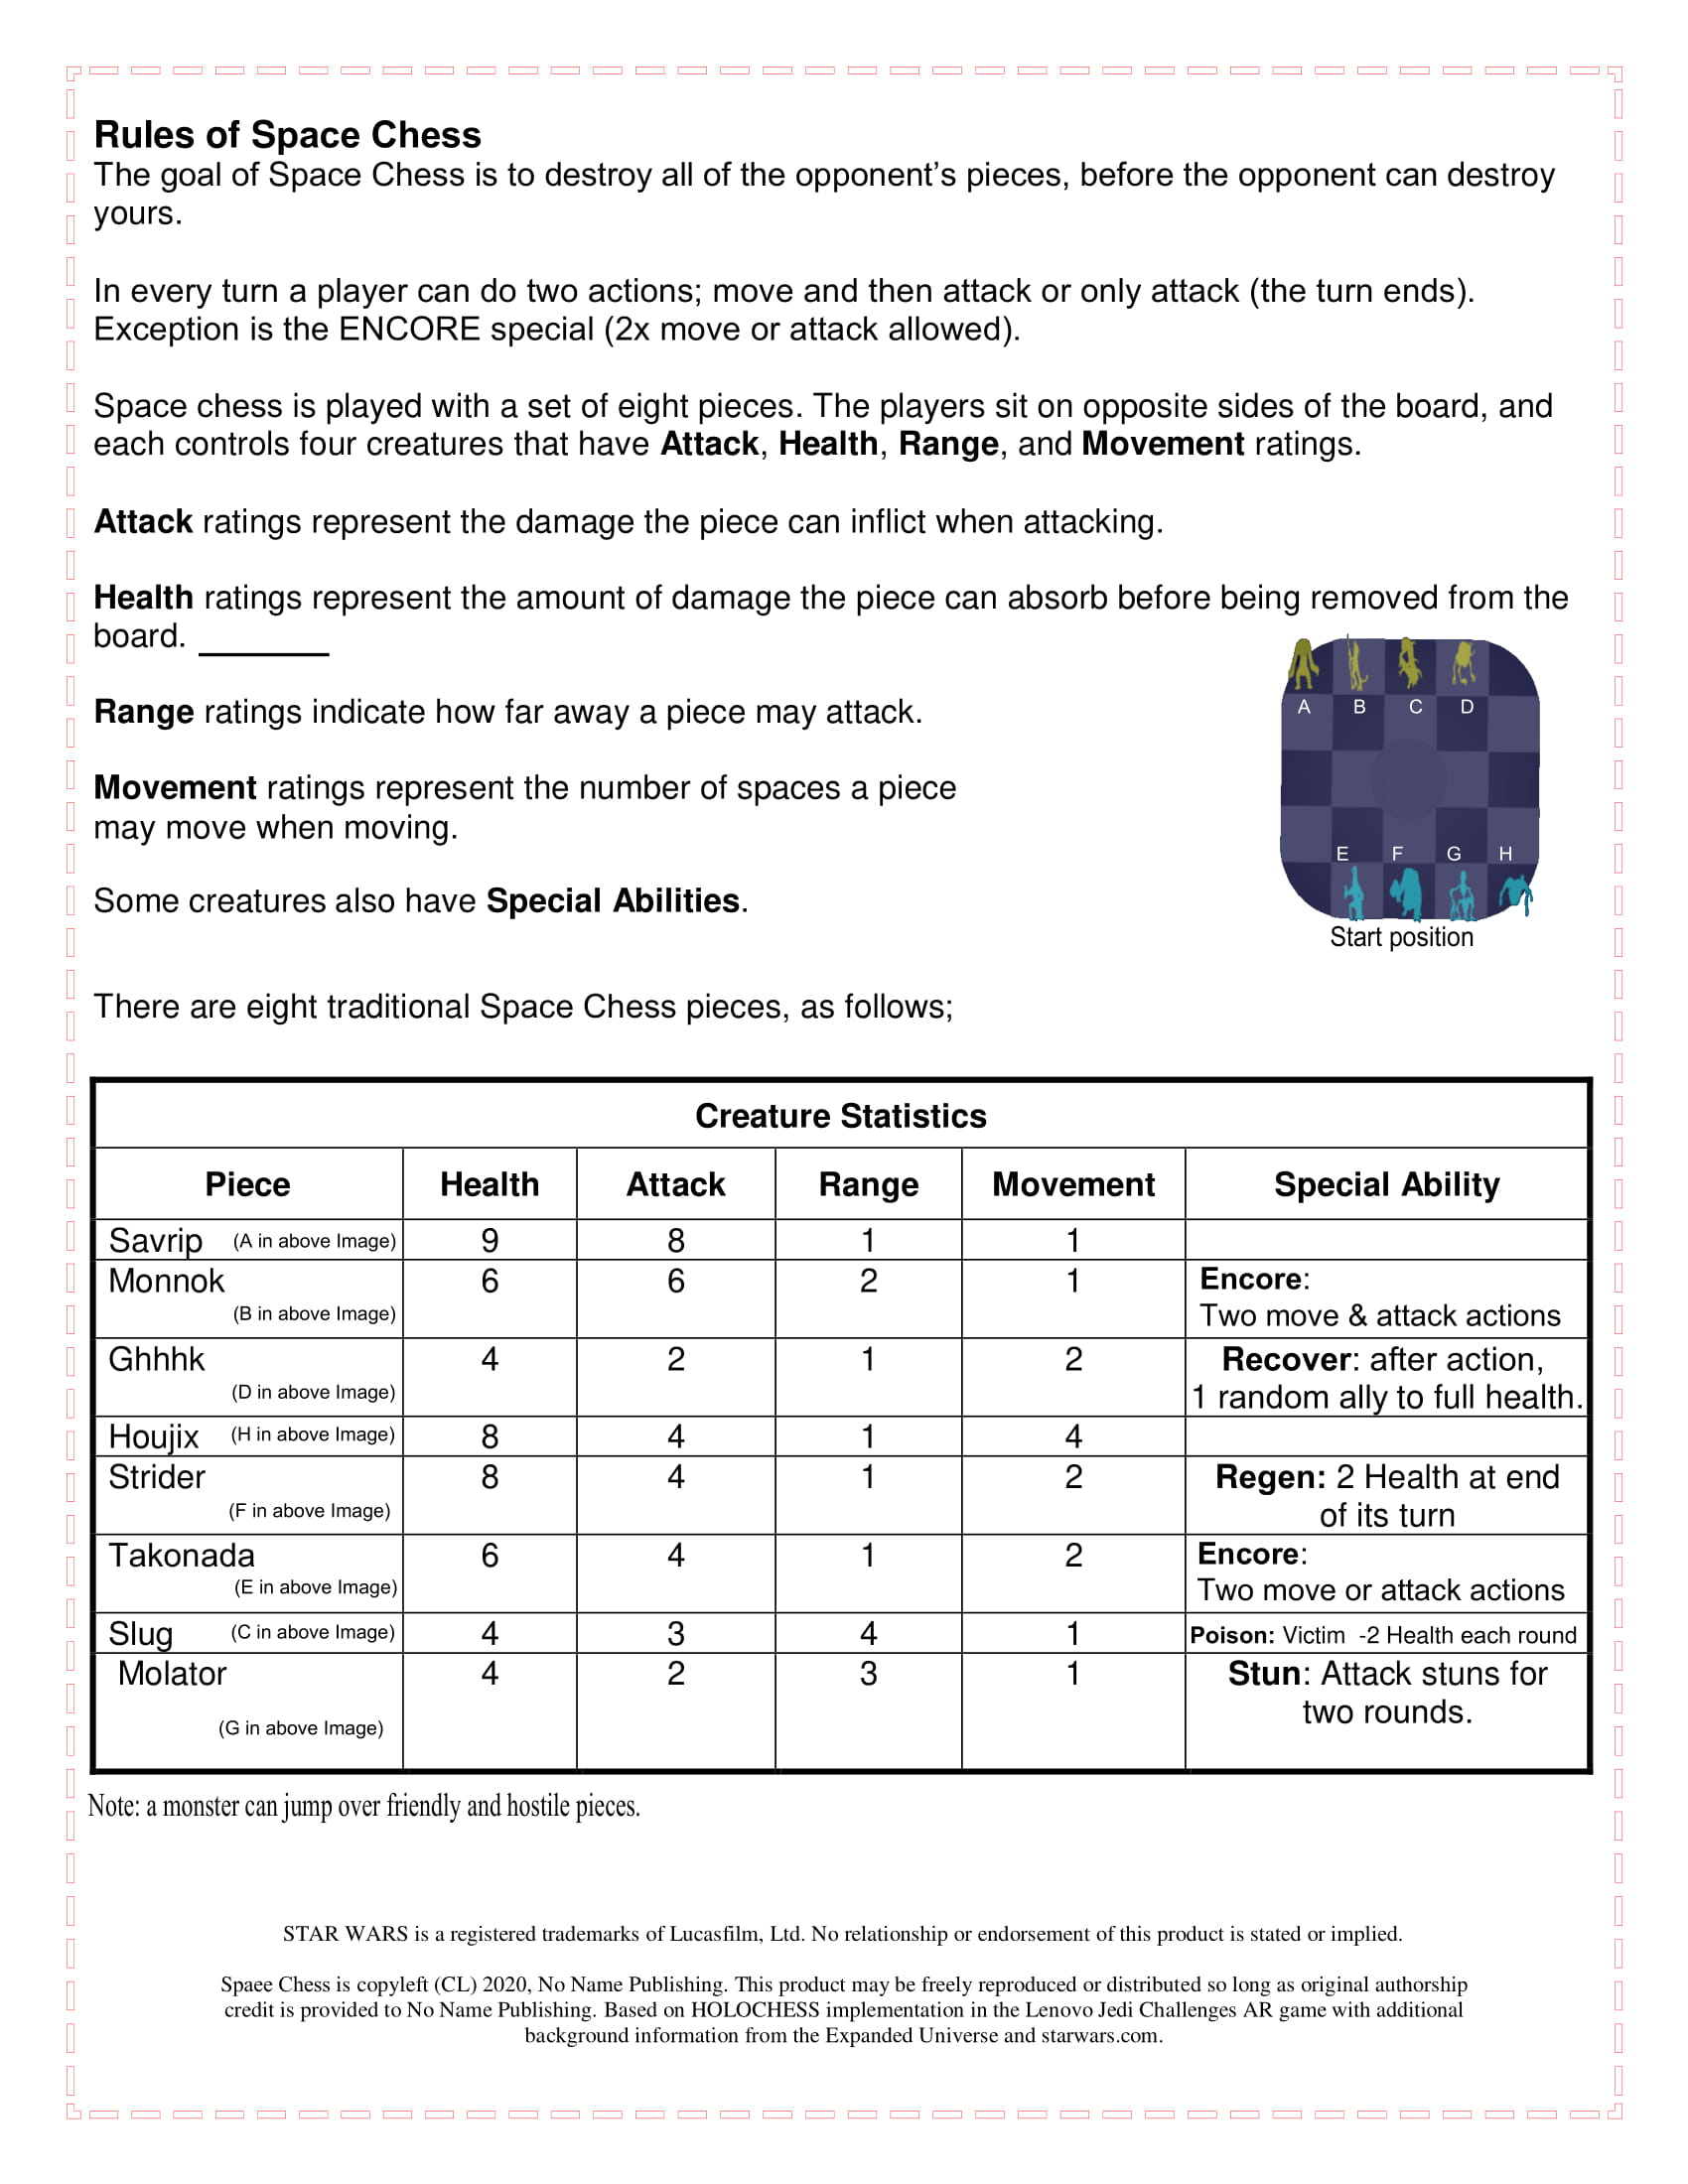 Rules of Space Chess
The goal of Space Chess is to destroy all of the opponent’s pieces, before the opponent can destroy
yours.
In every turn a player can do two actions; move and then attack or only attack (the turn ends).
Exception is the ENCORE special (2x move or attack allowed).
Space chess is played with a set of eight pieces. The players sit on opposite sides of the board, and
each controls four creatures that have Attack, Health, Range, and Movement ratings.
Attack ratings represent the damage the piece can inflict when attacking.
Health ratings represent the amount of damage the piece can absorb before being removed from the
board.
Range ratings indicate how far away a piece may attack.
Movement ratings represent the number of spaces a piece
may move when moving.
Some creatures also have Special Abilities.
A B C D
E F G H
Start position
There are eight traditional Space Chess pieces, as follows;
Creature Statistics
Piece Health Attack Range Movement Special Ability
Savrip (A in above Image) 9 8 1 1
Monnok 6 6 2 1 Encore:
(B in above Image) Two move & attack actions
Ghhhk 4 2 1 2 Recover: after action,
(D in above Image) 1 random ally to full health.
Houjix (H in above Image) 8 4 1 4
Strider 8 4 1 2 Regen: 2 Health at end
(F in above Image) of its turn
Takonada 6 4 1 2 Encore:
(E in above Image) Two move or attack actions
Slug (C in above Image) 4 3 4 1 Poison: Victim -2 Health each round
Molator 4 2 3 1 Stun: Attack stuns for
(G in above Image) two rounds.
Note: a monster can jump over friendly and hostile pieces.
STAR WARS is a registered trademarks of Lucasfilm, Ltd. No relationship or endorsement of this product is stated or implied.
Spaee Chess is copyleft (CL) 2020, No Name Publishing. This product may be freely reproduced or distributed so long as original authorship
credit is provided to No Name Publishing. Based on HOLOCHESS implementation in the Lenovo Jedi Challenges AR game with additional
background information from the Expanded Universe and starwars.com.